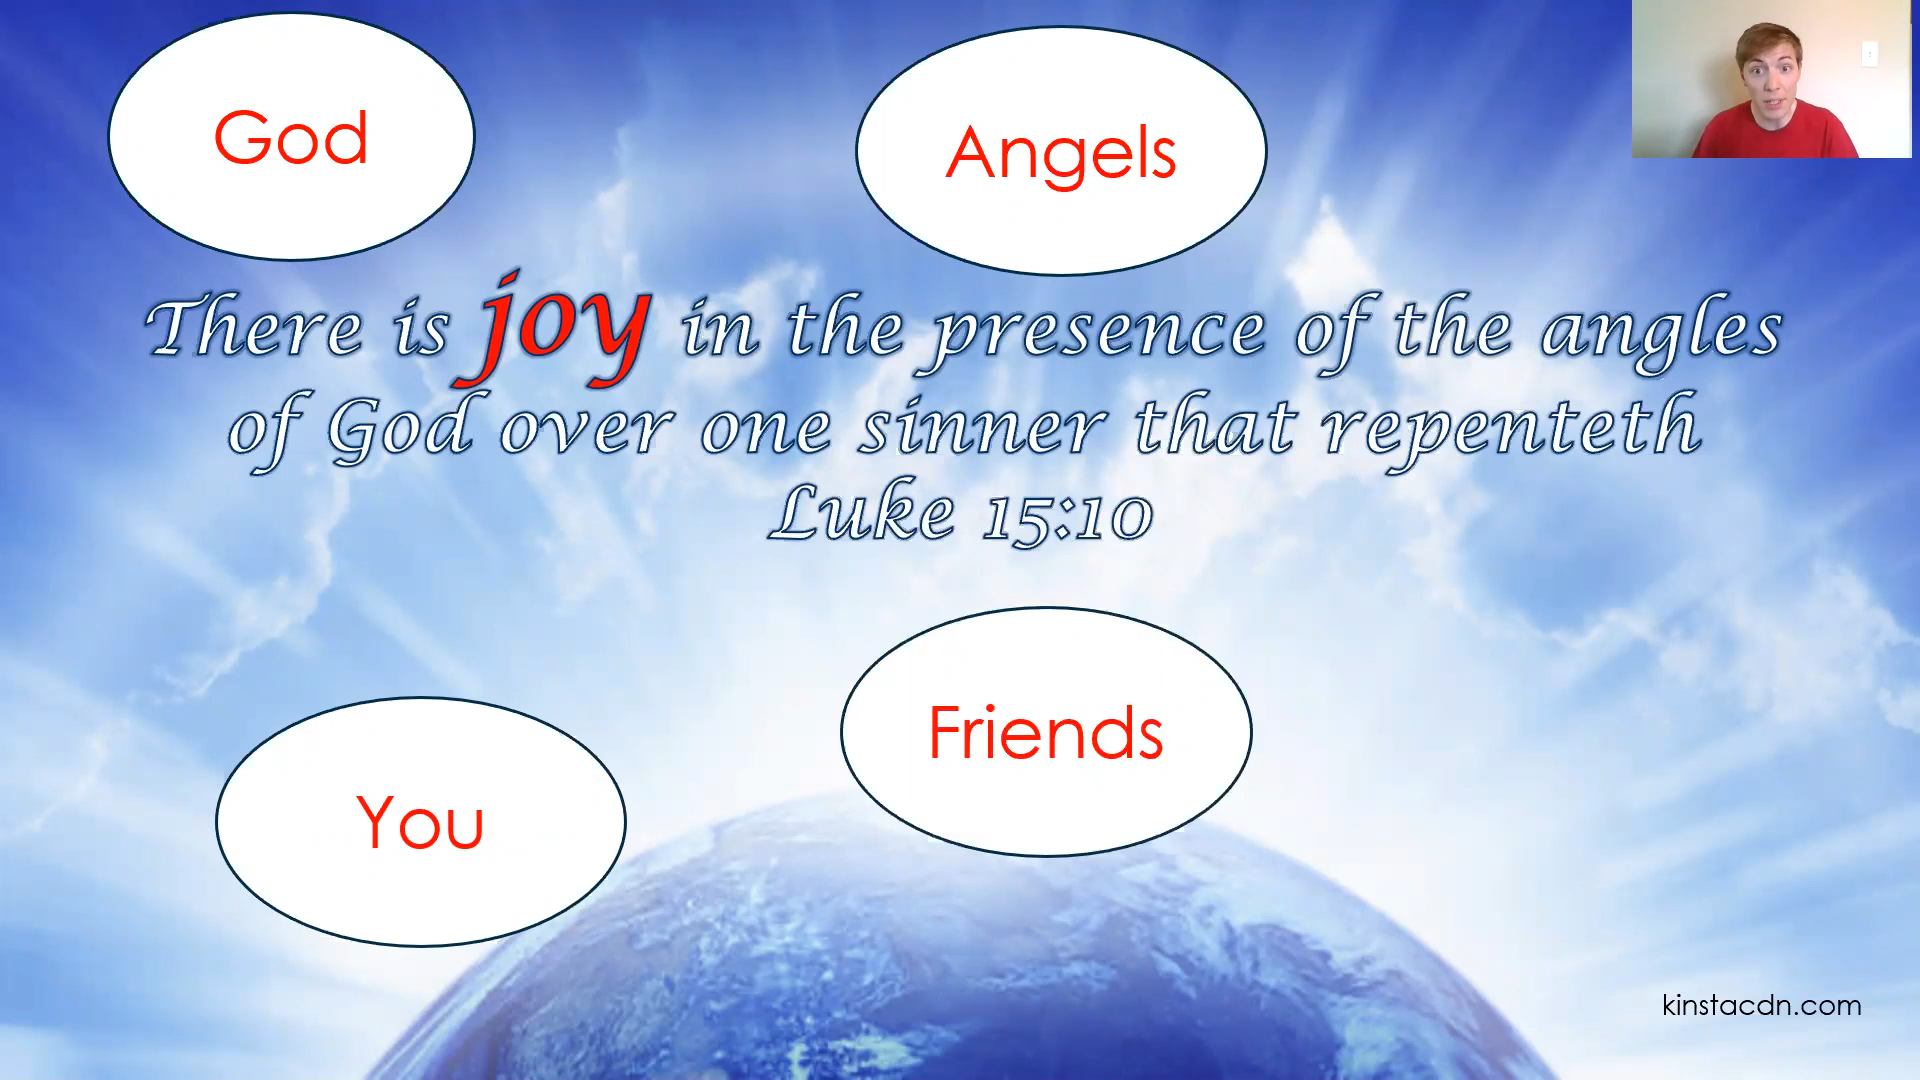 God
Angels
There is joy in the presence of the angles
of God over one sinner that repenteth
Luke 15:10
Friends
You
kinstacdn.com